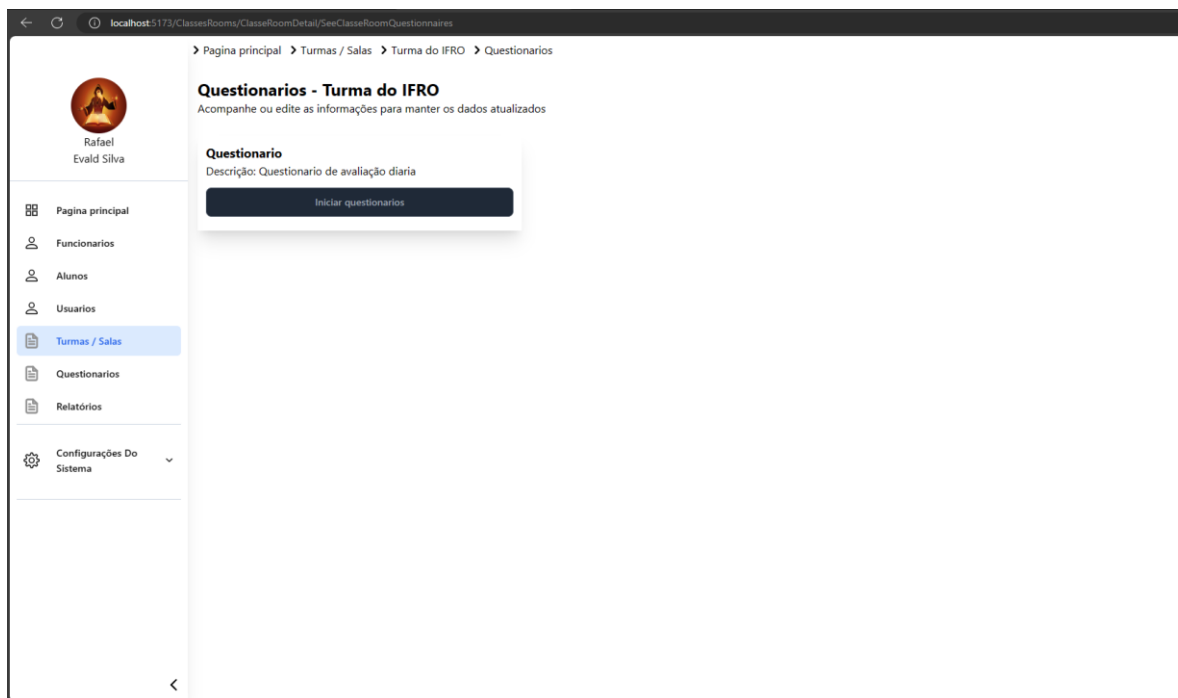 localhost:5173/ClassesRooms/ClasseRoomDetail/SeeClasseRoomQuestionnaires
Pagina principal Turmas / Salas Turma do IFRO Questionarios
Questionarios - Turma do IFRO
Acompanhe ou edite as informações para manter os dados atualizados
Rafael
Evald Silva
Questionario
Descrição: Questionario de avaliação diaria
Iniciar questionarios
Pagina principal
Funcionarios
Alunos
Usuarios
Turmas / Salas
Questionarios
Relatórios
Configurações Do
Sistema